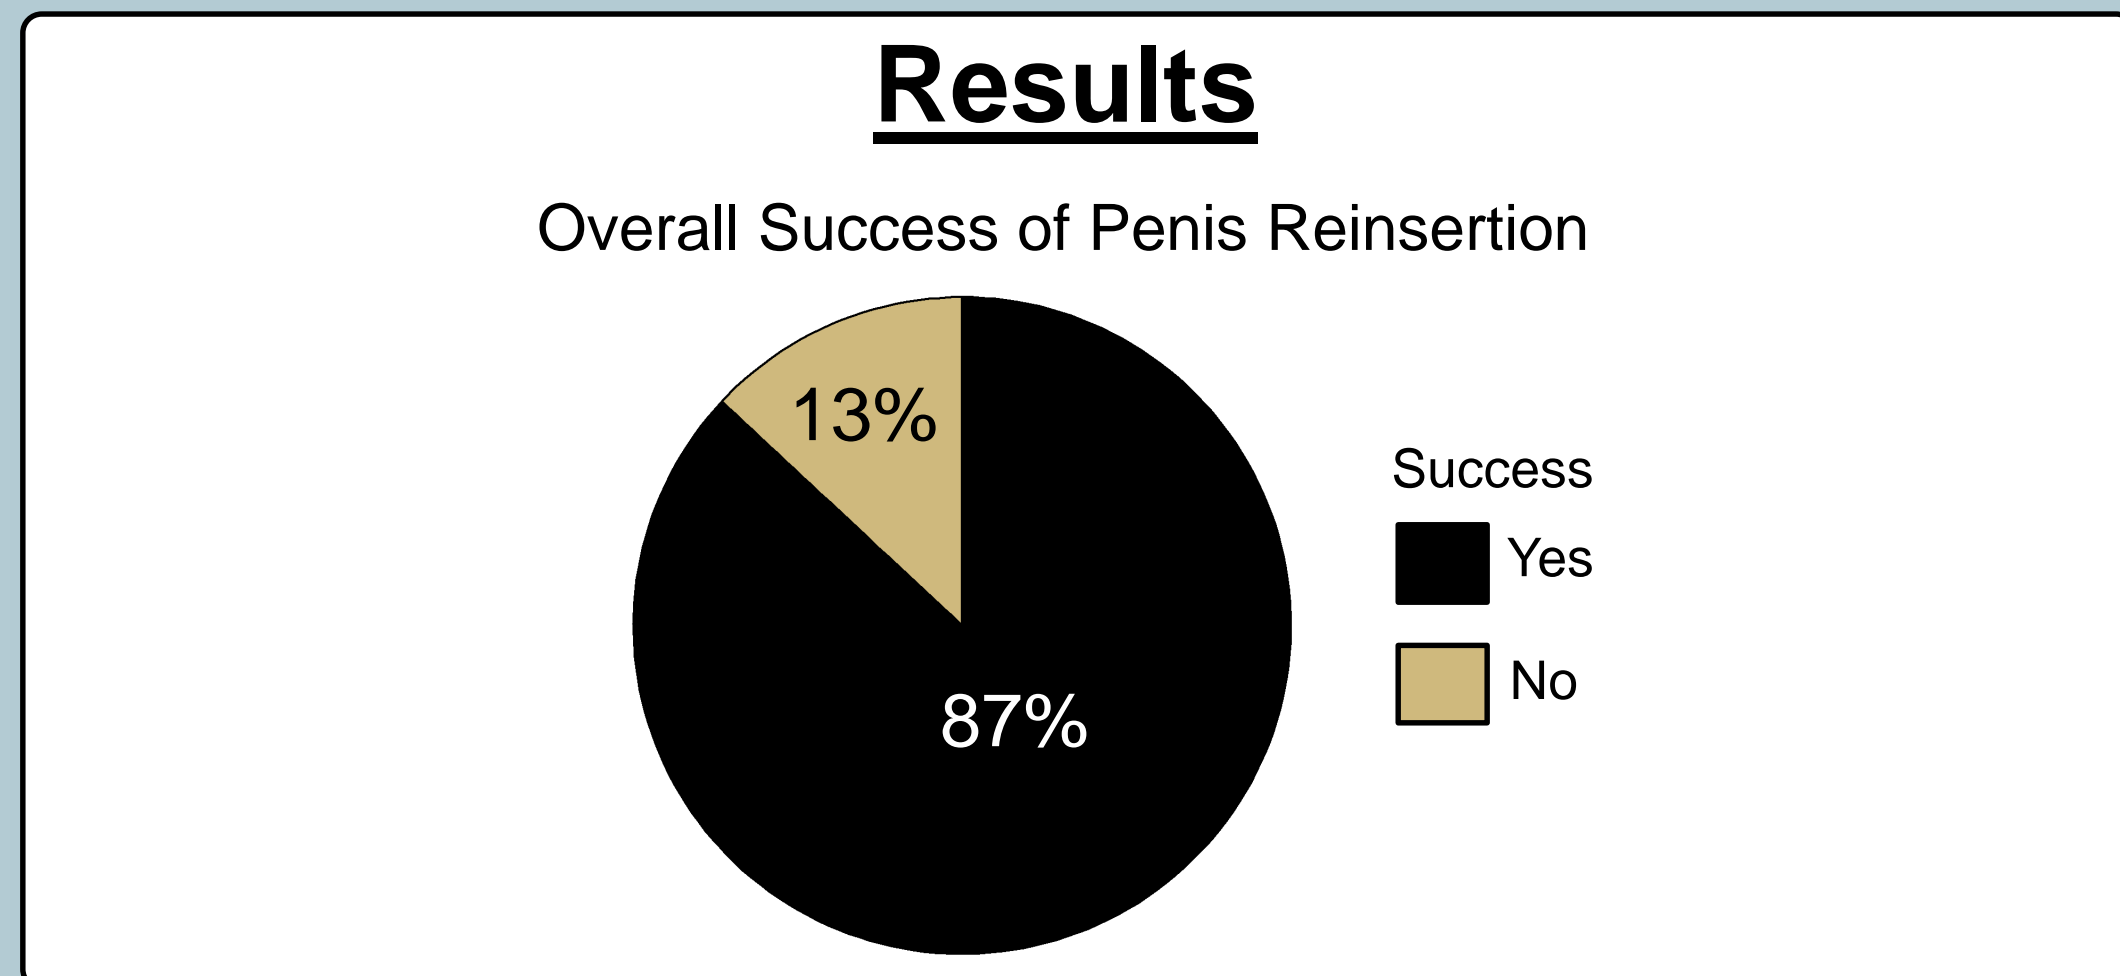 Results
Overall Success of Penis Reinsertion
13%
87%
Success
Yes
No